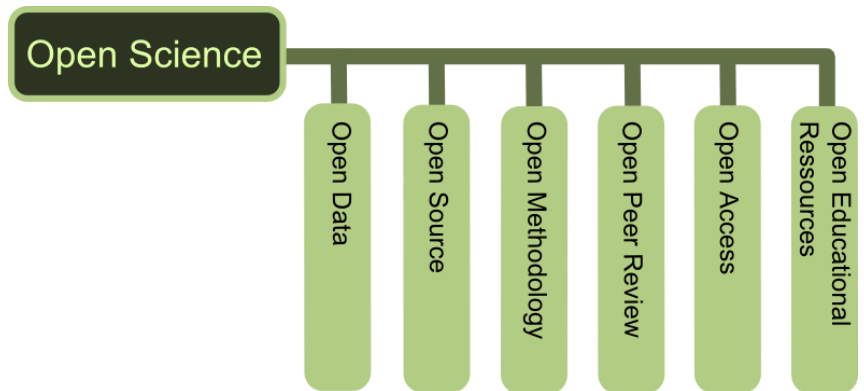 Open Science
Open Data
Open Source
Open Methodology
Open Peer Review
Open Access
Open Educational
Ressources